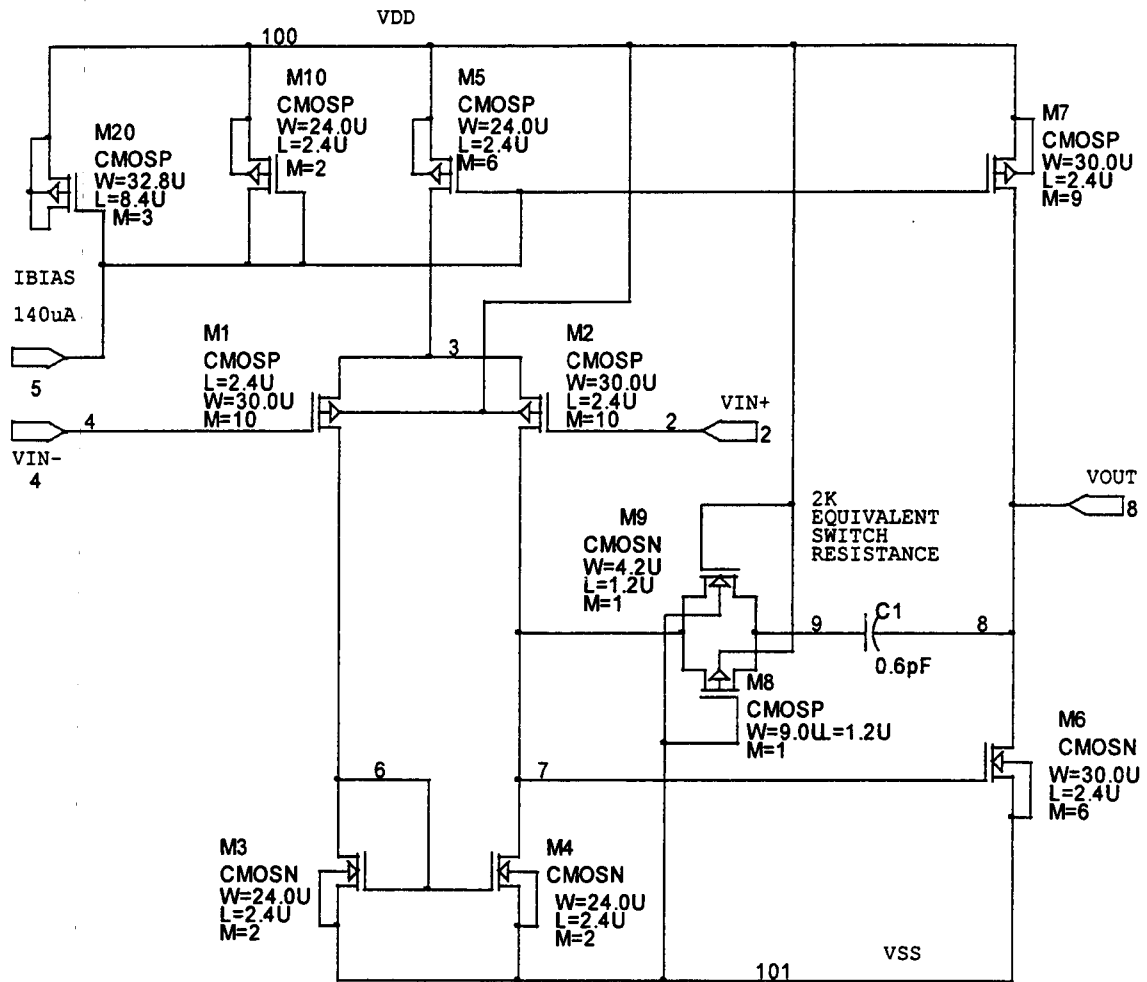 VDD
100
M10
CMOSP
W=24.0U
L=2.4U
M=2
M5
CMOSP
W=24.0U
L=2.4U
M=6
M7
CMOSP
W=30.0U
L=2.4U
M=9
M20
CMOSP
W=32.8U
L=8.4U
M=3
IBIAS
140uA
5
M1
CMOSP
L=2.4U
W=30.0U
M=10
3
M2
CMOSP
W=30.0U
L=2.4U
M=10
4
VIN-
4
2
VIN+
2
VOUT
8
2K
EQUIVALENT
SWITCH
RESISTANCE
M9
CMOSN
W=4.2U
L=1.2U
M=1
9
C1
0.6pF
8
M8
CMOSP
W=9.0UL=1.2U
M=1
M6
CMOSN
W=30.0U
L=2.4U
M=6
6
7
M3
CMOSN
W=24.0U
L=2.4U
M=2
M4
CMOSN
W=24.0U
L=2.4U
M=2
VSS
101